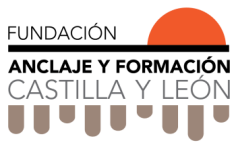 FUNDACIÓN
ANCLAJE Y FORMACIÓN
CASTILLA Y LEÓN